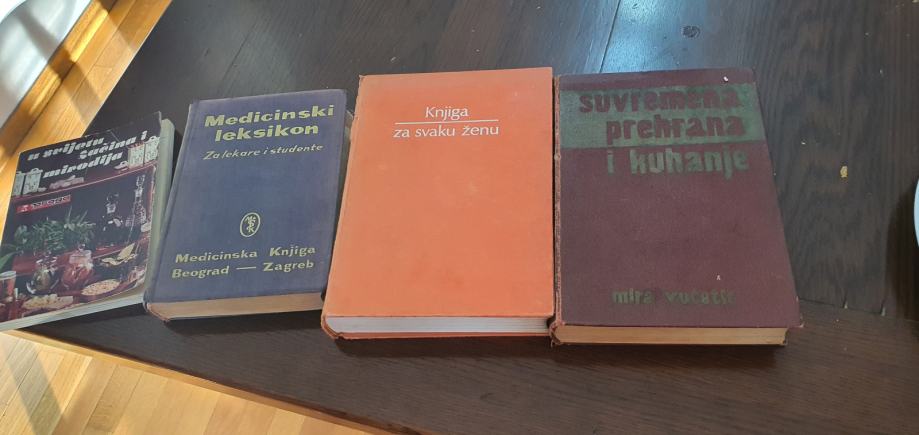 u svijetu
začina i
mirodija
Medicinski
leksikon
Za lekare i studente
Medicinska Knjiga
Beograd — Zagreb
Knjiga
za svaku ženu
suvremena
prehrana
i kuhanje
mira vučetić